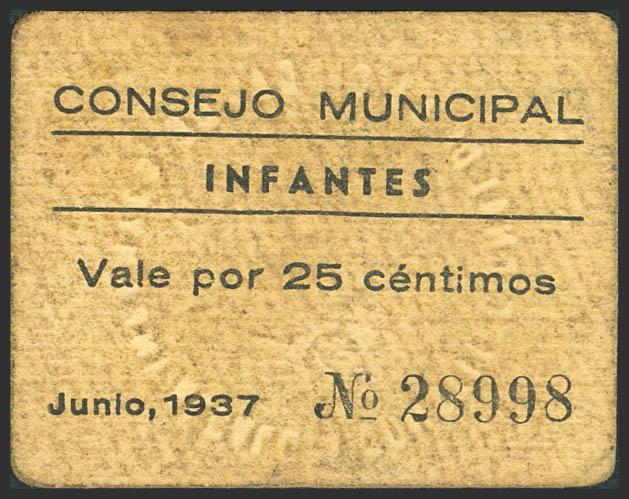 CONSEJO MUNICIPAL
INFANTES
Vale por 25 céntimos
Junio, 1937 No 28998